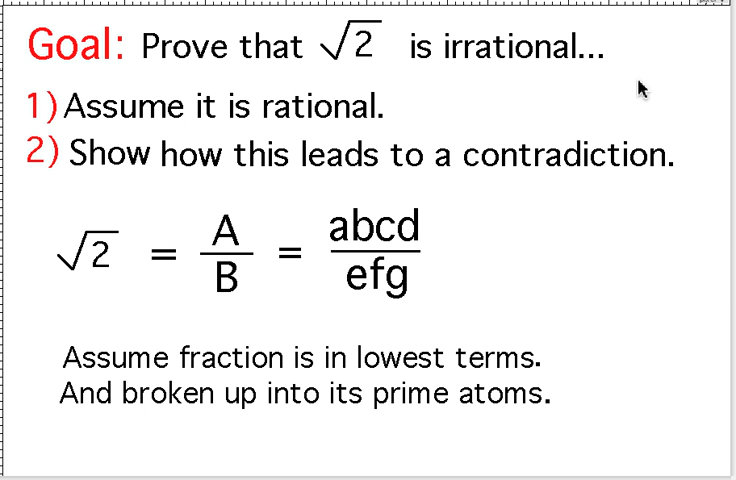 Goal: Prove that √2 is irrational...
1) Assume it is rational.
2) Show how this leads to a contradiction.
√2 = A/B = abcd/efg
Assume fraction is in lowest terms.
And broken up into its prime atoms.